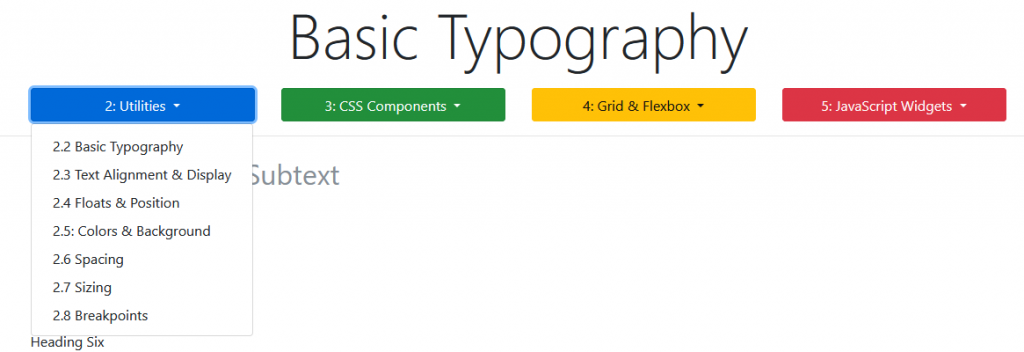 Basic Typography
2: Utilities
3: CSS Components
4: Grid & Flexbox
5: JavaScript Widgets
2.2 Basic Typography
2.3 Text Alignment & Display
Subtext
2.4 Floats & Position
2.5: Colors & Background
2.6 Spacing
2.7 Sizing
2.8 Breakpoints
Heading Six